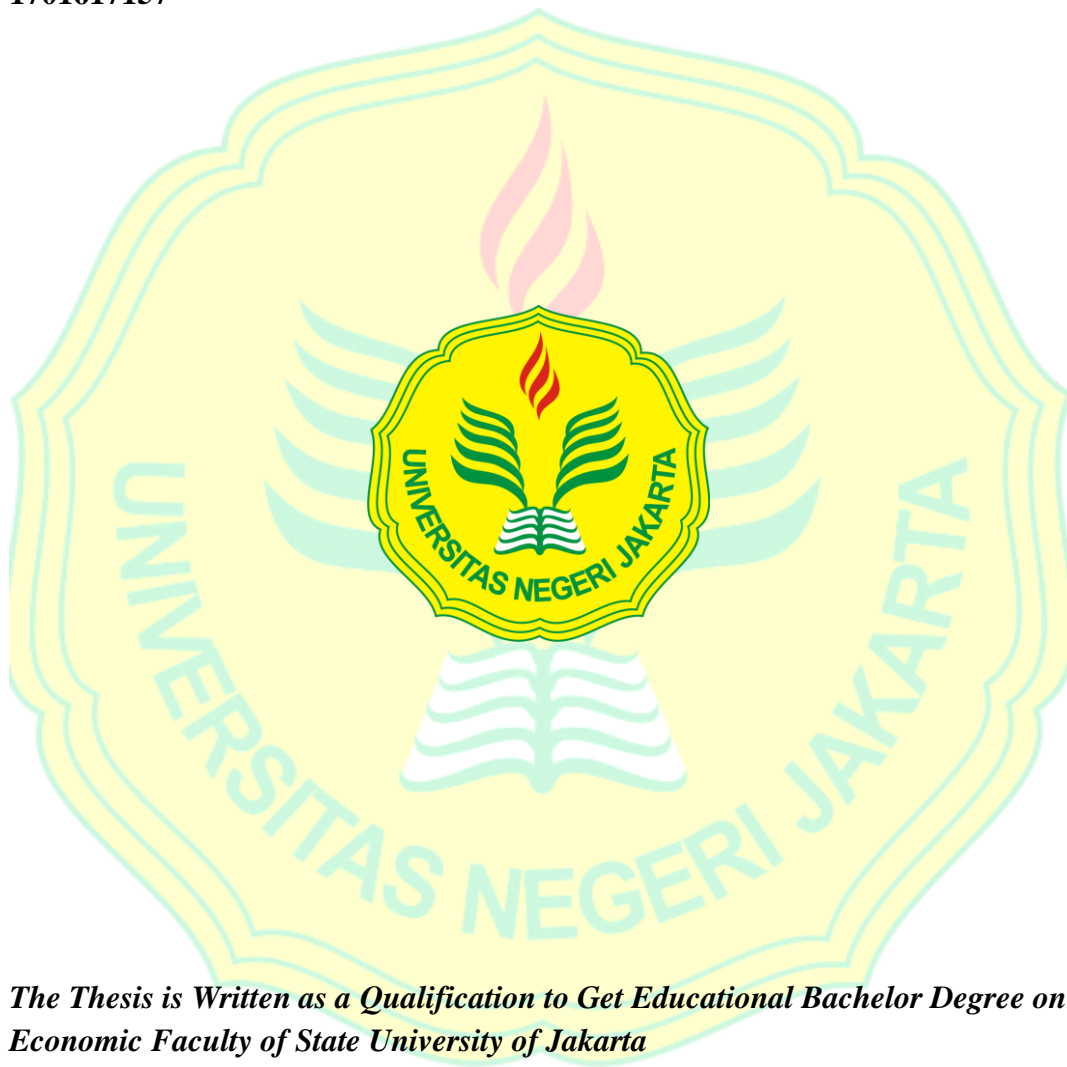 UNIVERSITAS NEGERI JAKARTA
UNIVERSITAS NEGERI JAKARTA
The Thesis is Written as a Qualification to Get Educational Bachelor Degree on
Economic Faculty of State University of Jakarta